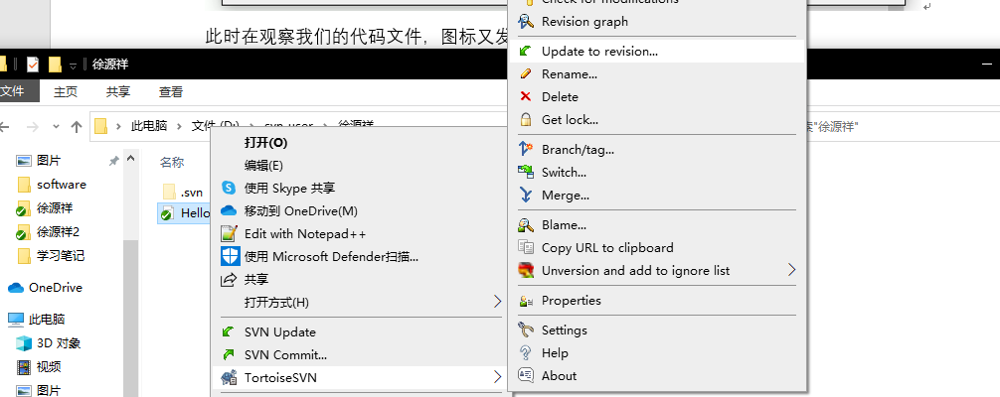 Check for modifications
Revision graph
此时在观察我们的代码文件，图标又发
Update to revision...
徐源祥
Rename...
文件
主页
共享
查看
Delete
Get lock...
此电脑
文件 (D:)
svn-user
徐源祥
"徐源祥"
打开(O)
Branch/tag...
图片
名称
编辑(E)
Switch...
software
.svn
使用 Skype 共享
Merge...
徐源祥
Hello
移动到 OneDrive(M)
Blame...
徐源祥2
Edit with Notepad++
Copy URL to clipboard
学习笔记
使用 Microsoft Defender扫描...
Unversion and add to ignore list
OneDrive
共享
打开方式(H)
Properties
此电脑
SVN Update
Settings
3D 对象
SVN Commit...
Help
视频
TortoiseSVN
About
图片